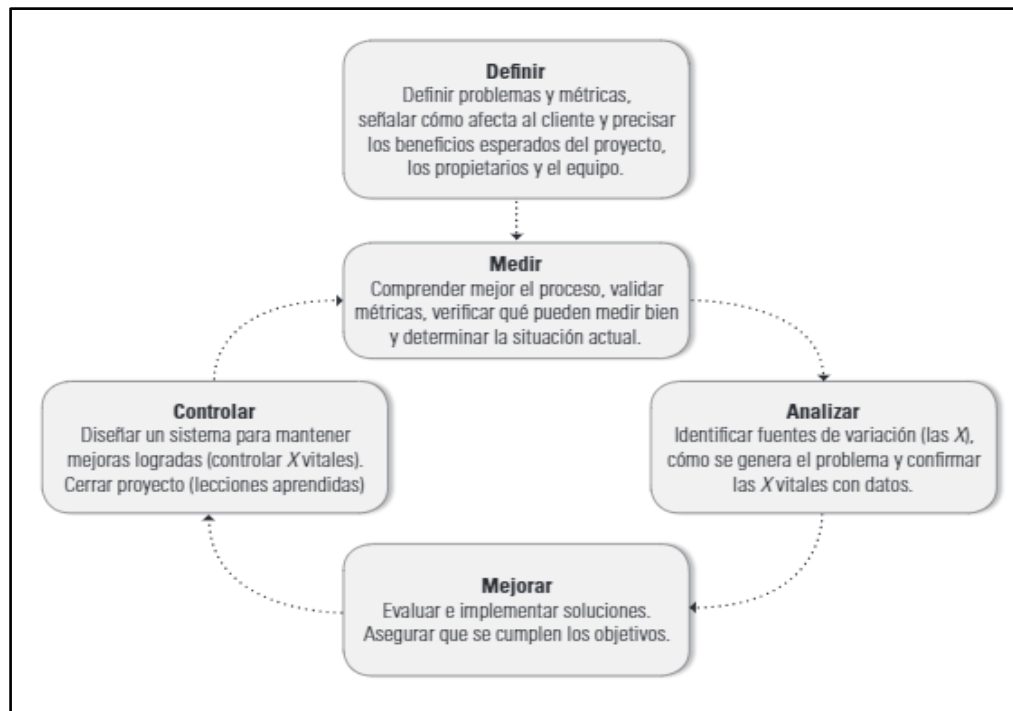 Definir
Definir problemas y métricas,
señalar cómo afecta al cliente y precisar
los beneficios esperados del proyecto,
los propietarios y el equipo.
Medir
Comprender mejor el proceso, validar
métricas, verificar qué pueden medir bien
y determinar la situación actual.
Controlar
Diseñar un sistema para mantener
mejoras logradas (controlar X vitales).
Cerrar proyecto (lecciones aprendidas)
Analizar
Identificar fuentes de variación (las X),
cómo se genera el problema y confirmar
las X vitales con datos.
Mejorar
Evaluar e implementar soluciones.
Asegurar que se cumplen los objetivos.